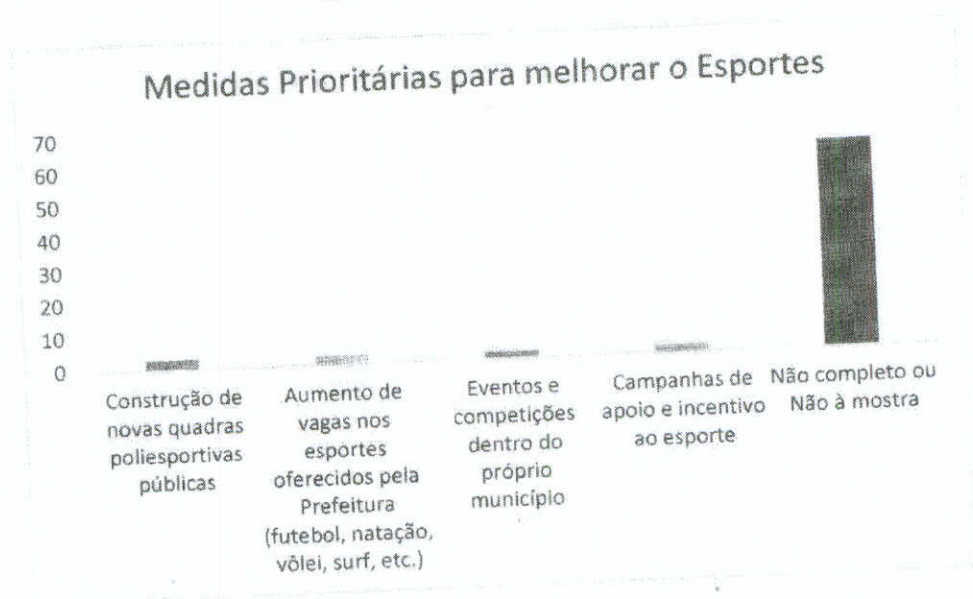 Medidas Prioritárias para melhorar o Esportes
70
60
50
40
30
20
10
0
Construção de
novas quadras
poliesportivas
públicas
Aumento de
vagas nos
esportes
oferecidos pela
Prefeitura
(futebol, natação,
vôlei, surf, etc.)
Eventos e
competições
dentro do
próprio
município
Campanhas de
apoio e incentivo
ao esporte
Não completo ou
Não à mostra